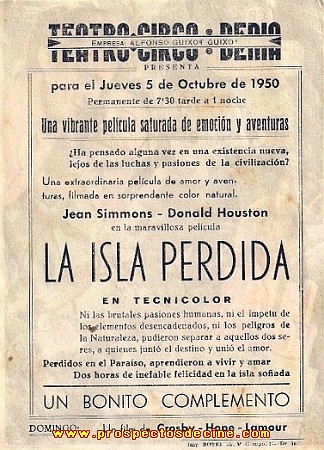 TEATRO-CIRCO : DENIA
EMPRESA: ALFONSO GUIXOT GUIXOT
PRESENTA
para el Jueves 5 de Octubre de 1950
Permanente de 7'30 tarde a 1 noche
Una vibrante película saturada de emoción y aventuras
¿Ha pensado alguna vez en una existencia nueva,
lejos de las luchas y pasiones de la civilización?
Una extraordinaria película de amor y aven-
turas, filmada en sorprendente color natural.
Jean Simmons - Donald Houston
en la maravillosa película
LA ISLA PERDIDA
EN TECNICOLOR
Ni las brutales pasiones humanas, ni el ímpetu de
los elementos desencadenados, ni los peligros de
la Naturaleza, pudieron separar a aquellos dos se-
res, a quienes juntó el destino y unió el amor.
Perdidos en el Paraíso, aprendieron a vivir y amar
Dos horas de inefable felicidad en la isla soñada
UN BONITO COMPLEMENTO
DOMINGO: Un film de Crosby - Hope - Lamour
www.prospectosdecine.com